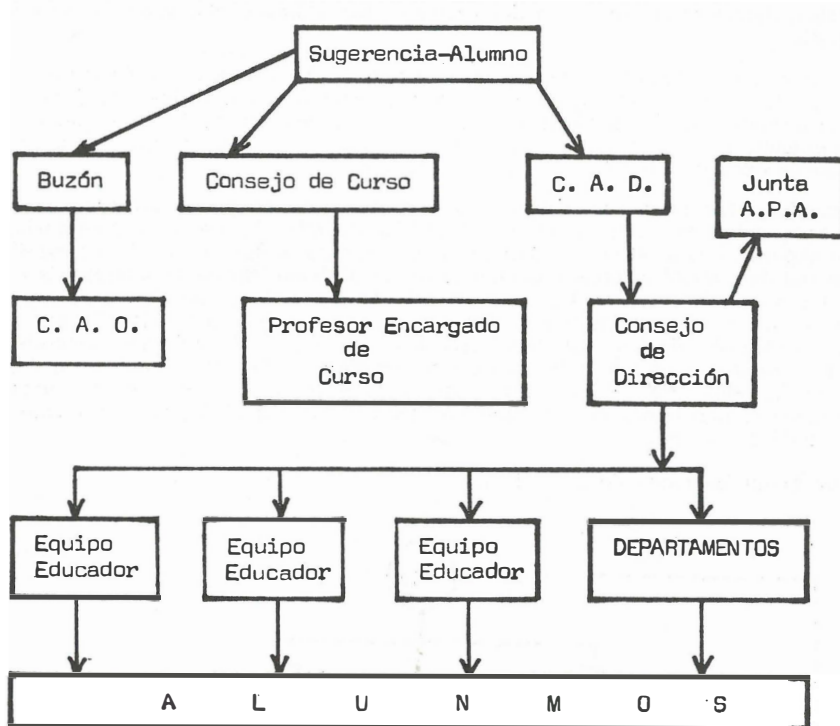 Sugerencia-Alumno
Buzón
Consejo de Curso
C. A. D.
Junta
A.P.A.
C. A. O.
Profesor Encargado
de
Curso
Consejo
de
Dirección
Equipo
Educador
Equipo
Educador
Equipo
Educador
DEPARTAMENTOS
A L U N M O S